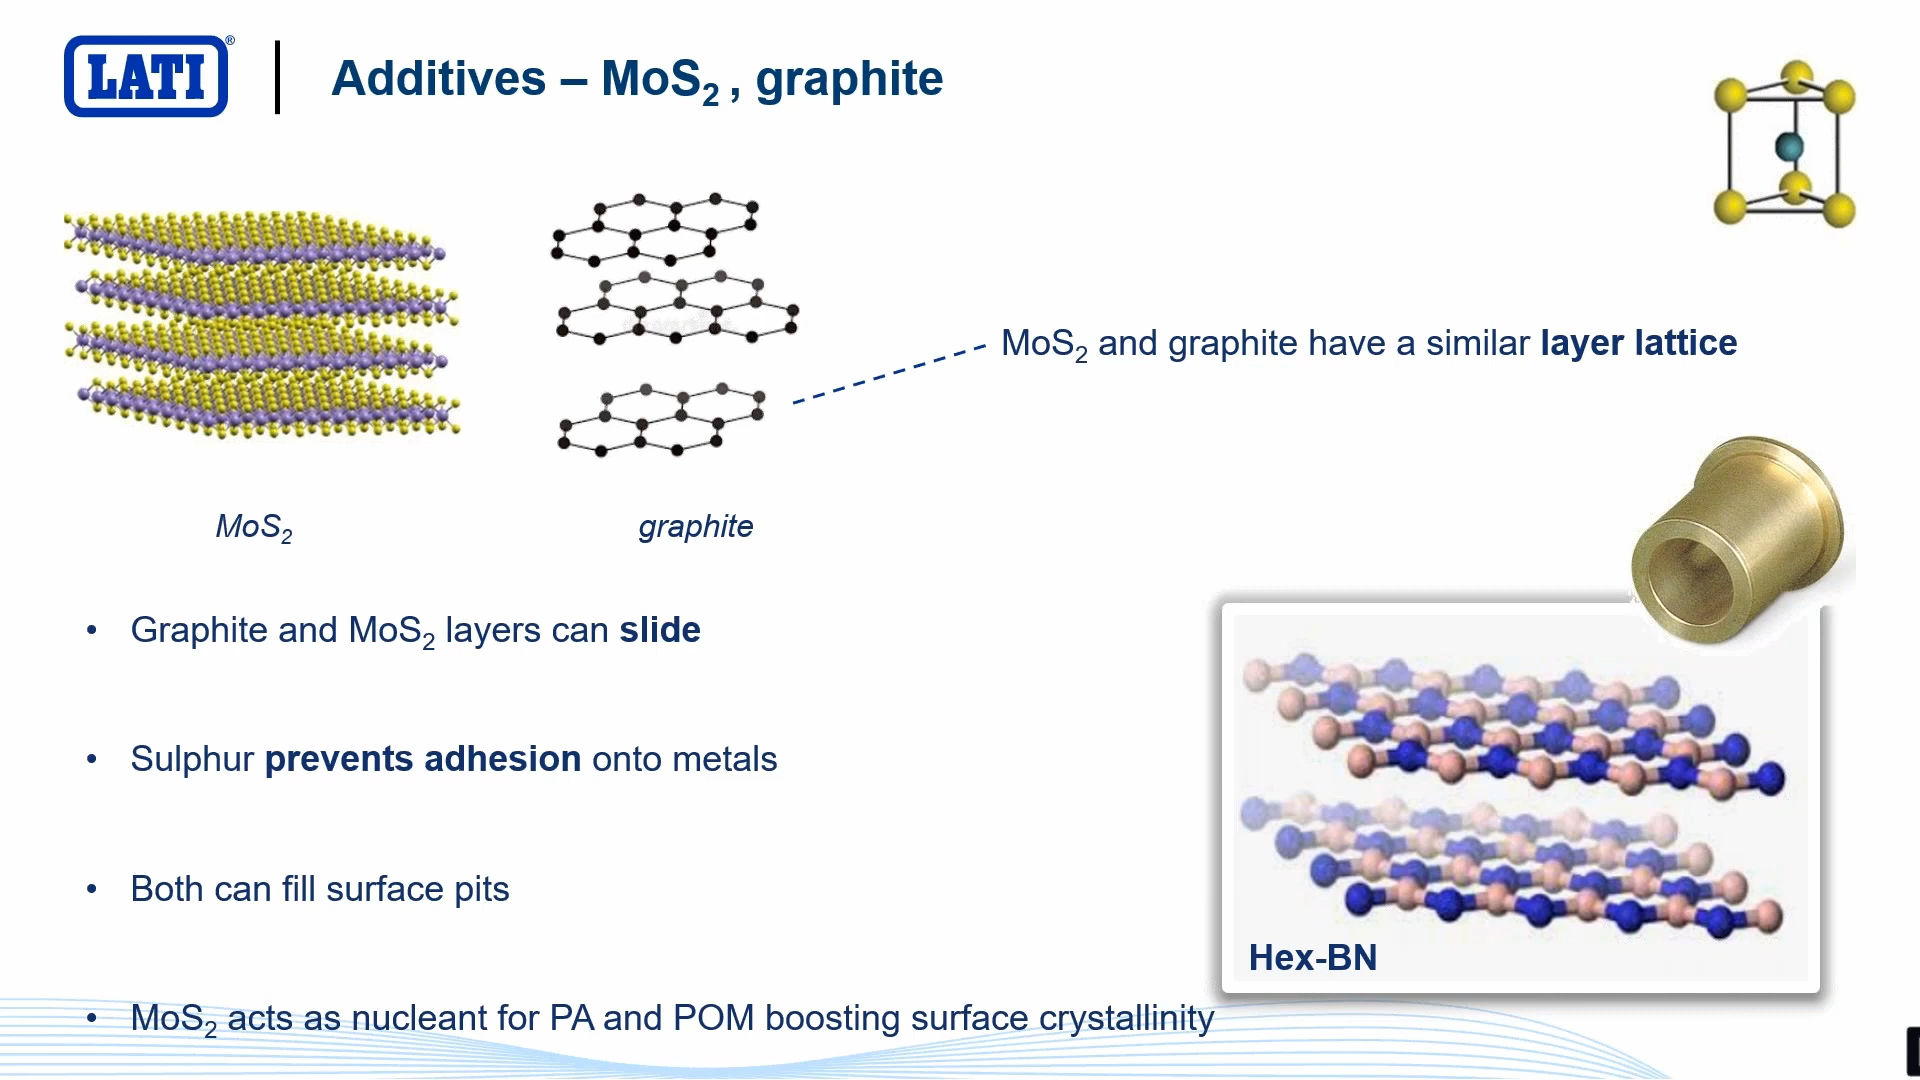 LATI®
Additives – MoS₂ , graphite
MoS₂ and graphite have a similar layer lattice
MoS₂
graphite
• Graphite and MoS₂ layers can slide
• Sulphur prevents adhesion onto metals
• Both can fill surface pits
Hex-BN
• MoS₂ acts as nucleant for PA and POM boosting surface crystallinity